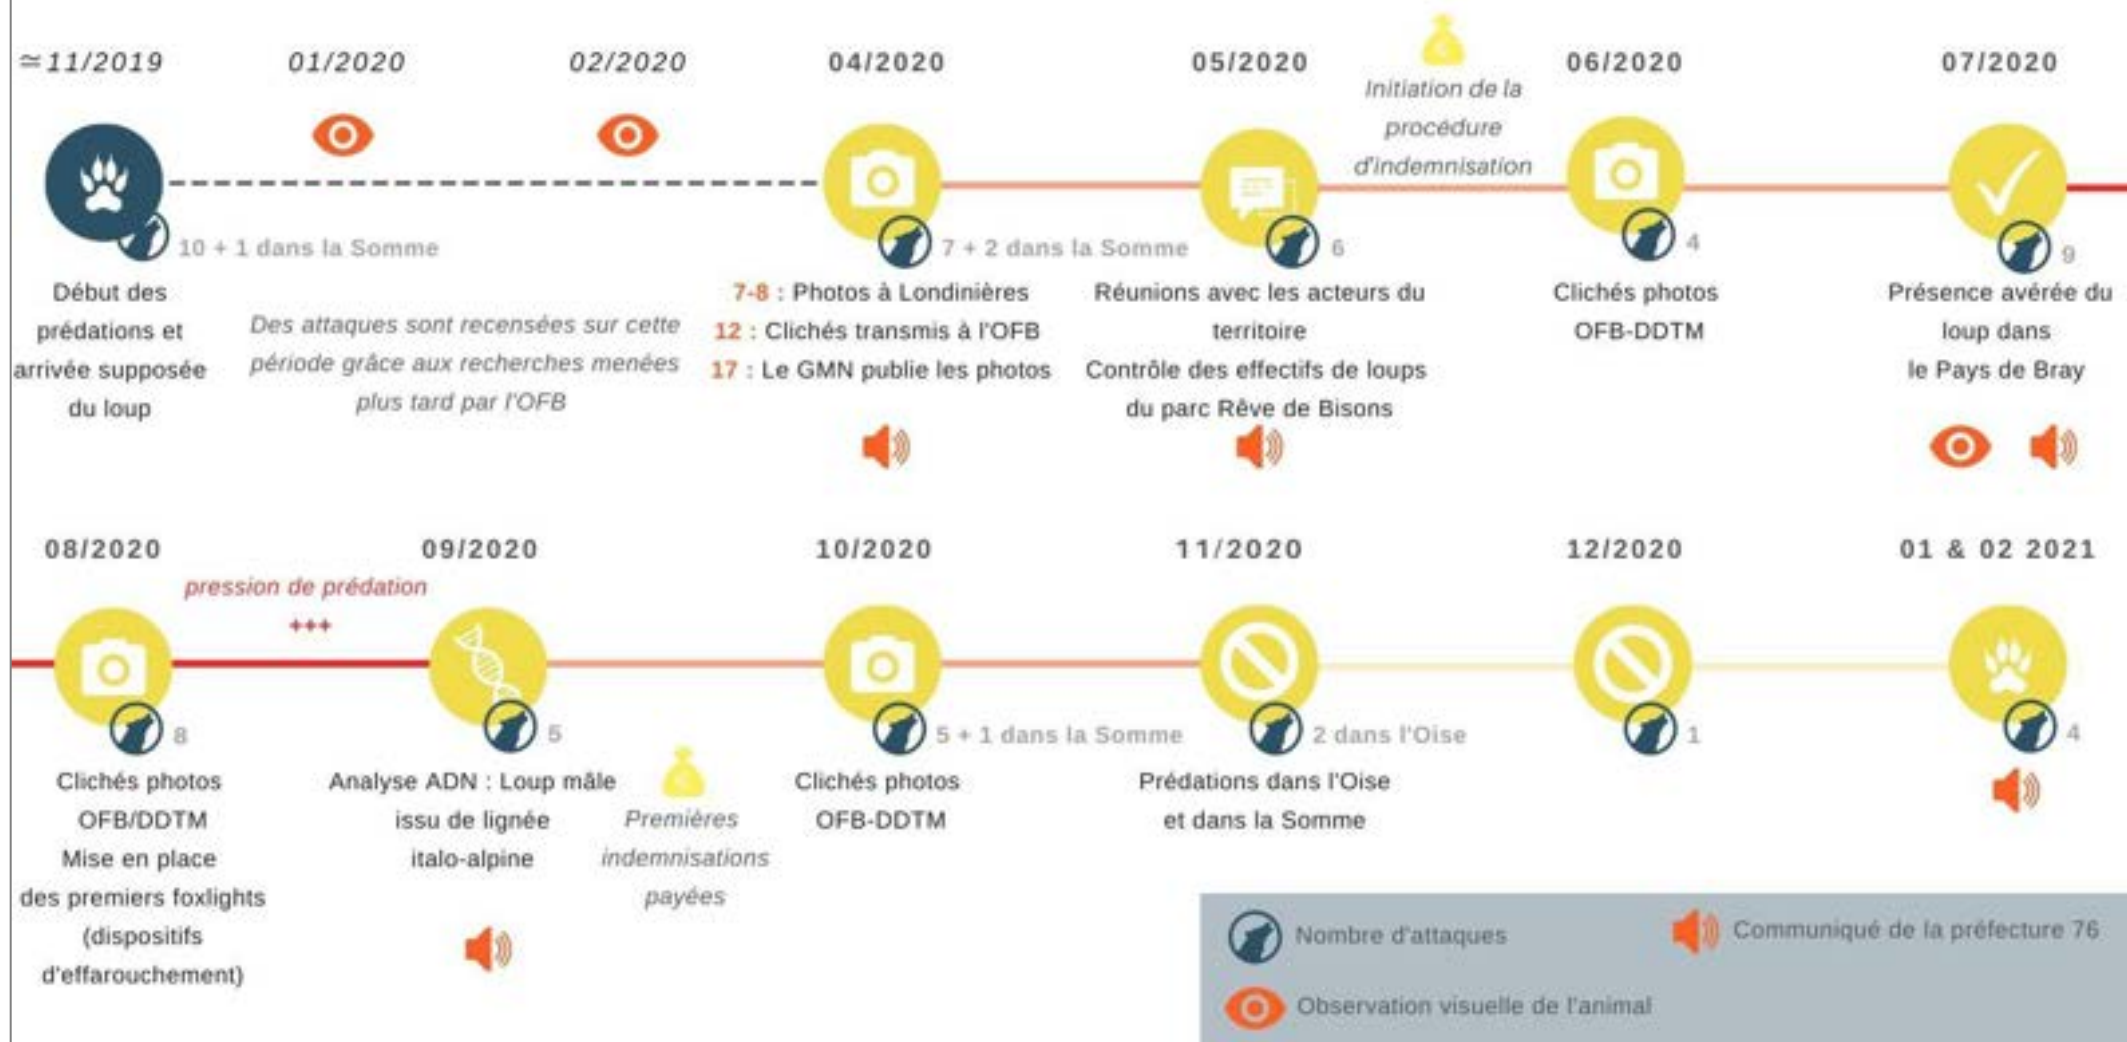 ≃11/2019
01/2020
02/2020
04/2020
05/2020
06/2020
07/2020
Initiation de la
procédure
d'indemnisation
10 + 1 dans la Somme
7 + 2 dans la Somme
6
4
9
Début des
prédations et
arrivée supposée
du loup
Des attaques sont recensées sur cette
période grâce aux recherches menées
plus tard par l'OFB
7-8 : Photos à Londinières
12 : Clichés transmis à l'OFB
17 : Le GMN publie les photos
Réunions avec les acteurs du
territoire
Contrôle des effectifs de loups
du parc Rêve de Bisons
Clichés photos
OFB-DDTM
Présence avérée du
loup dans
le Pays de Bray
08/2020
09/2020
10/2020
11/2020
12/2020
01 & 02 2021
pression de prédation
+++
8
5
5 + 1 dans la Somme
2 dans l'Oise
1
4
Clichés photos
OFB/DDTM
Mise en place
des premiers foxlights
(dispositifs
d'effarouchement)
Analyse ADN : Loup mâle
issu de lignée
italo-alpine
€
Premières
indemnisations
payées
Clichés photos
OFB-DDTM
Prédations dans l'Oise
et dans la Somme
Nombre d'attaques
Communiqué de la préfecture 76
Observation visuelle de l'animal